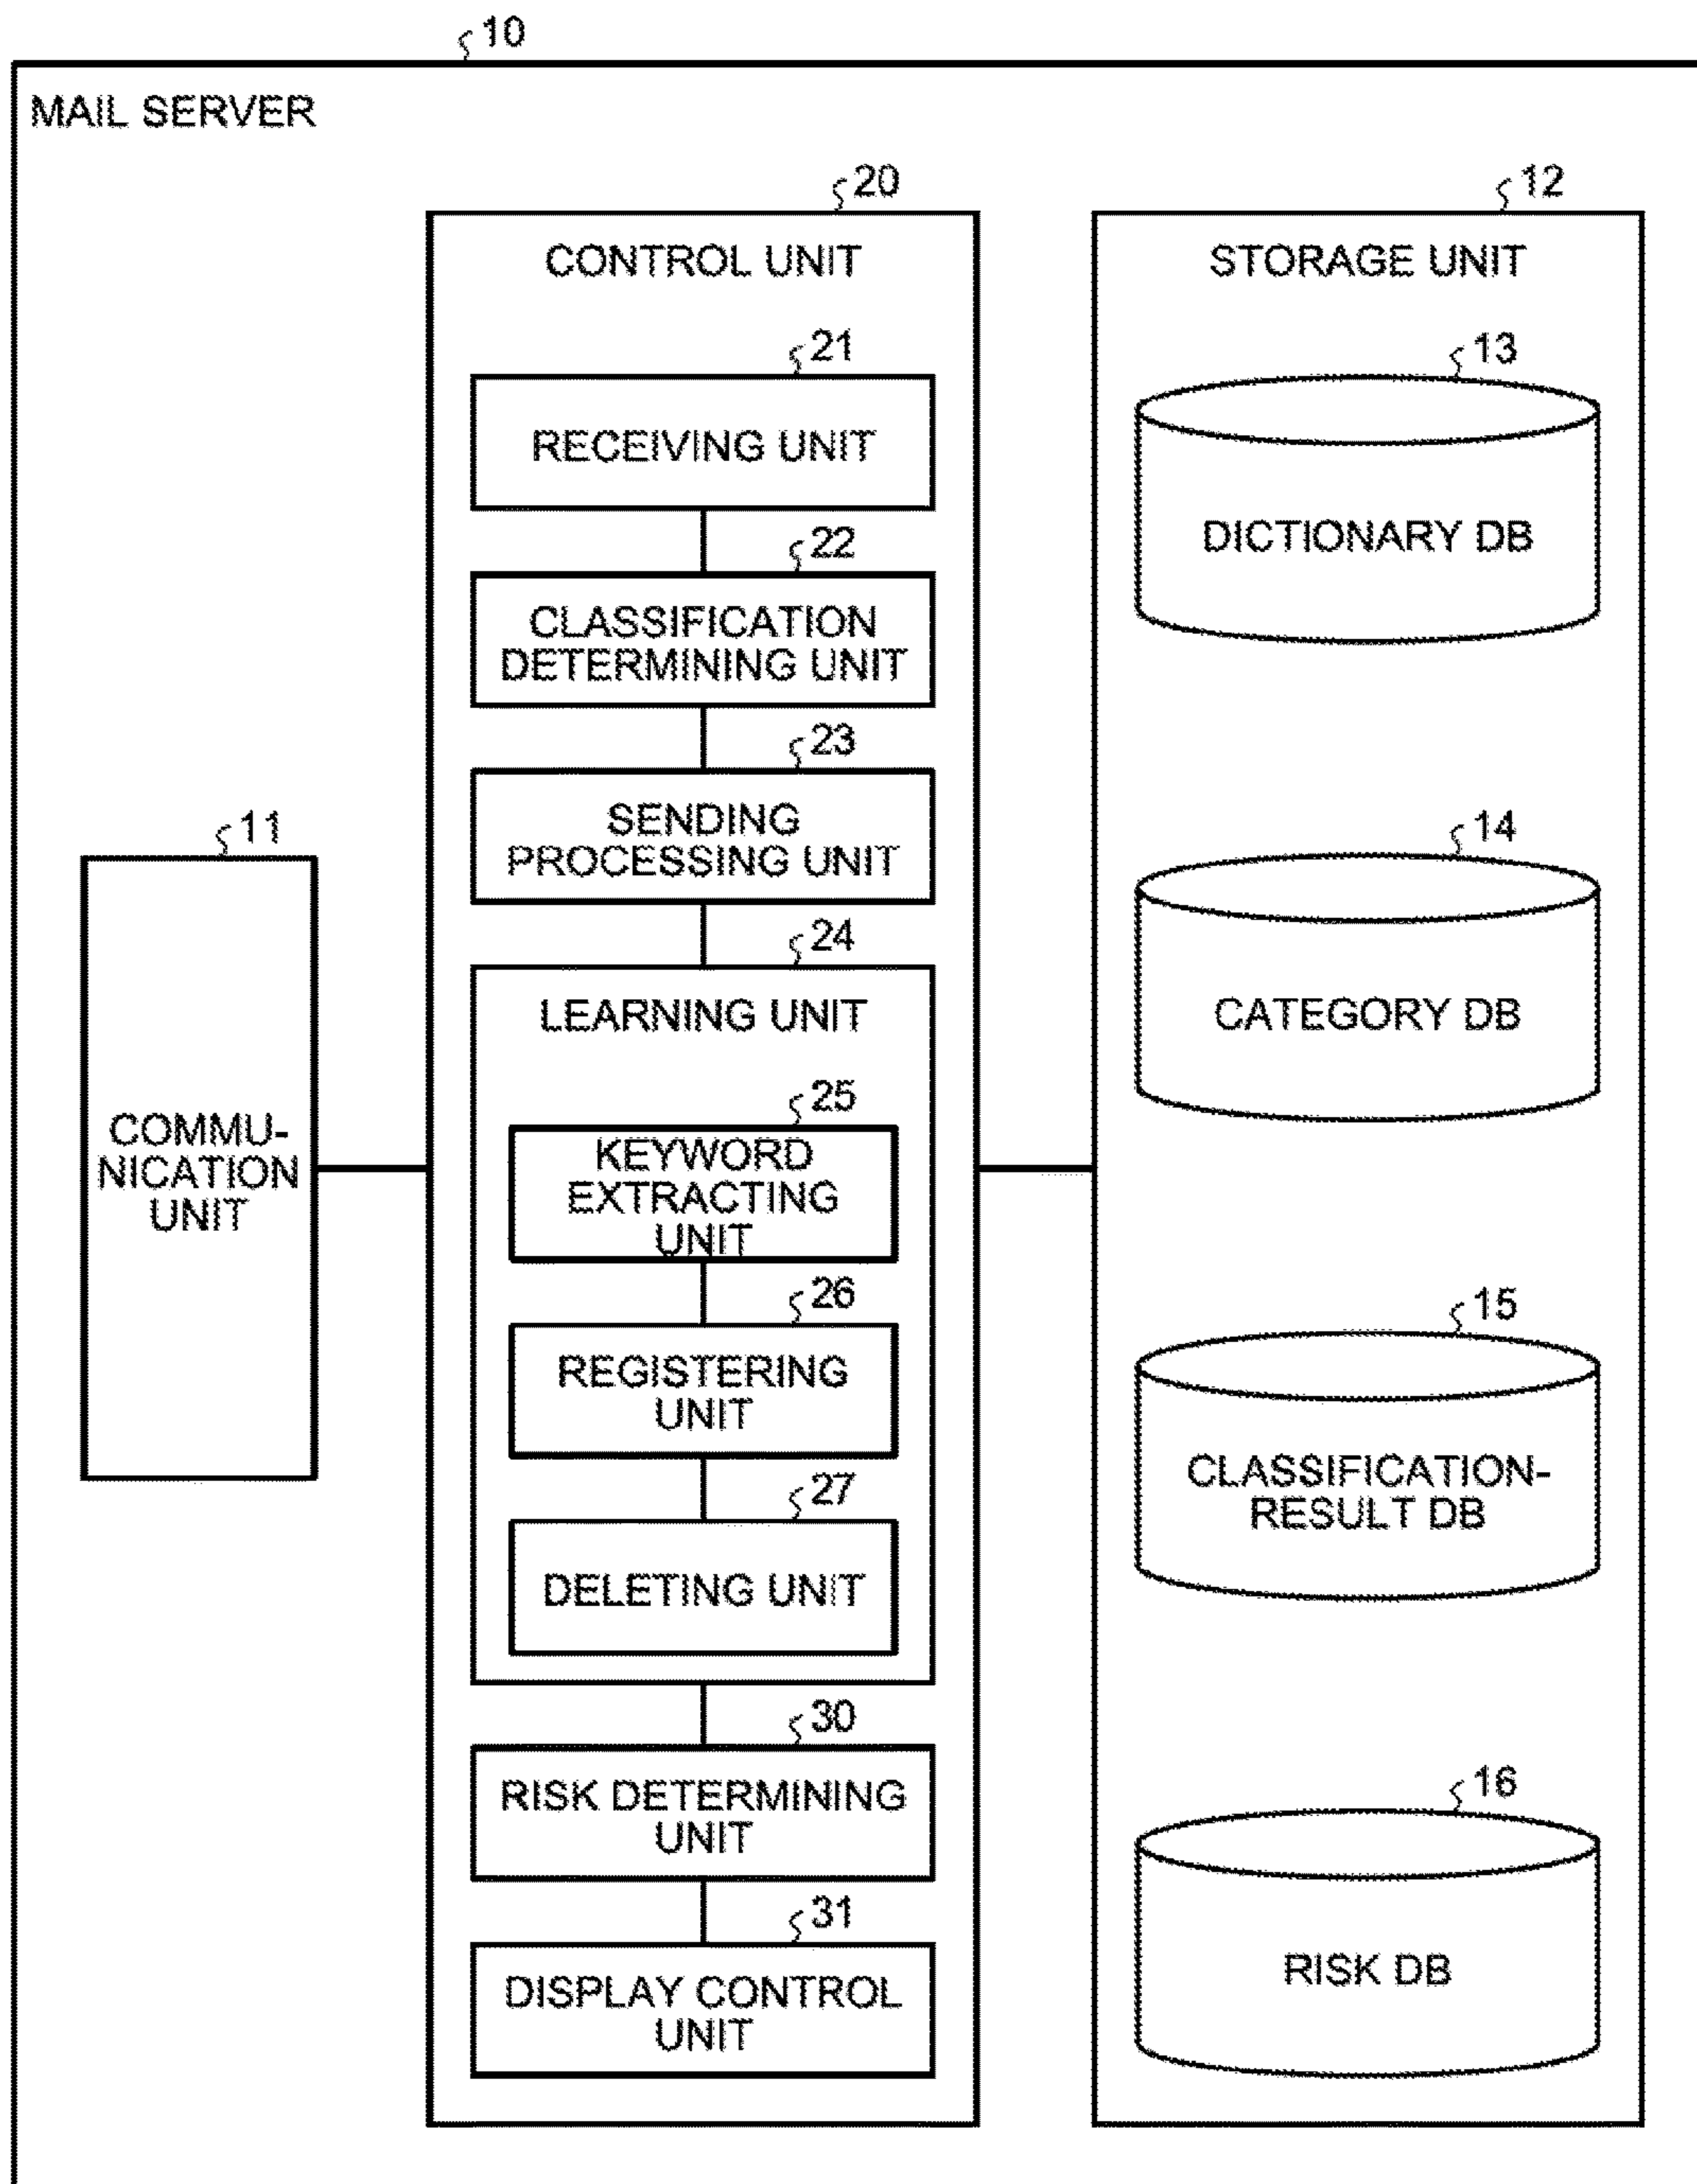 10
MAIL SERVER
20
CONTROL UNIT
21
RECEIVING UNIT
22
CLASSIFICATION
DETERMINING UNIT
23
SENDING
PROCESSING UNIT
24
LEARNING UNIT
25
KEYWORD
EXTRACTING
UNIT
26
REGISTERING
UNIT
27
DELETING UNIT
30
RISK DETERMINING
UNIT
31
DISPLAY CONTROL
UNIT
11
COMMU-
NICATION
UNIT
12
STORAGE UNIT
13
DICTIONARY DB
14
CATEGORY DB
15
CLASSIFICATION-
RESULT DB
16
RISK DB